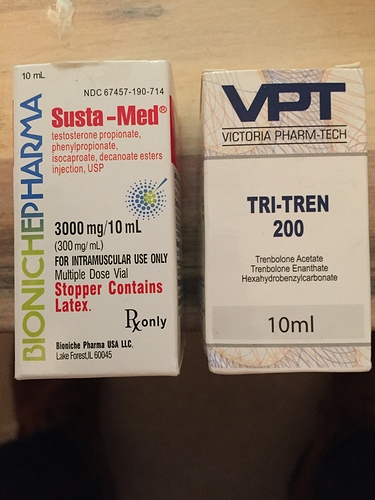 10 mL
NDC 67457-190-714
BIONICHEPHARMA
Susta-Med®
testosterone propionate,
phenylpropionate,
isocaproate, decanoate esters
injection, USP
3000 mg/10 mL
(300 mg/mL)
FOR INTRAMUSCULAR USE ONLY
Multiple Dose Vial
Stopper Contains
Latex.
Rx only
Bioniche Pharma USA LLC.
Lake Forest,IL 60045
VPT
VICTORIA PHARM-TECH
TRI-TREN
200
Trenbolone Acetate
Trenbolone Enanthate
Hexahydrobenzylcarbonate
10ml